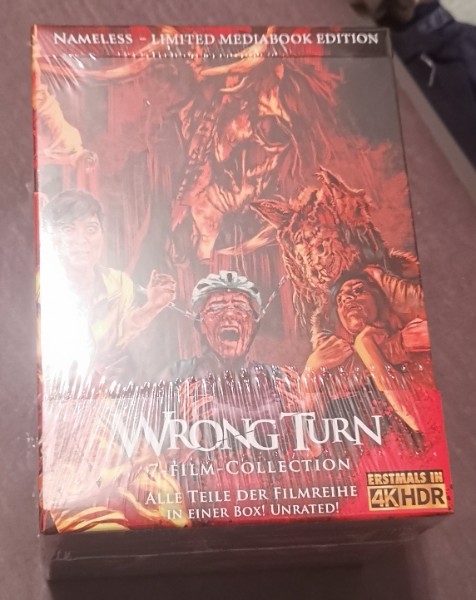 NAMELESS - LIMITED MEDIABOOK EDITION
WRONG TURN
7-FILM-COLLECTION
ALLE TEILE DER FILMREIHE
IN EINER BOX! UNRATED!
ERSTMALS IN
4K HDR